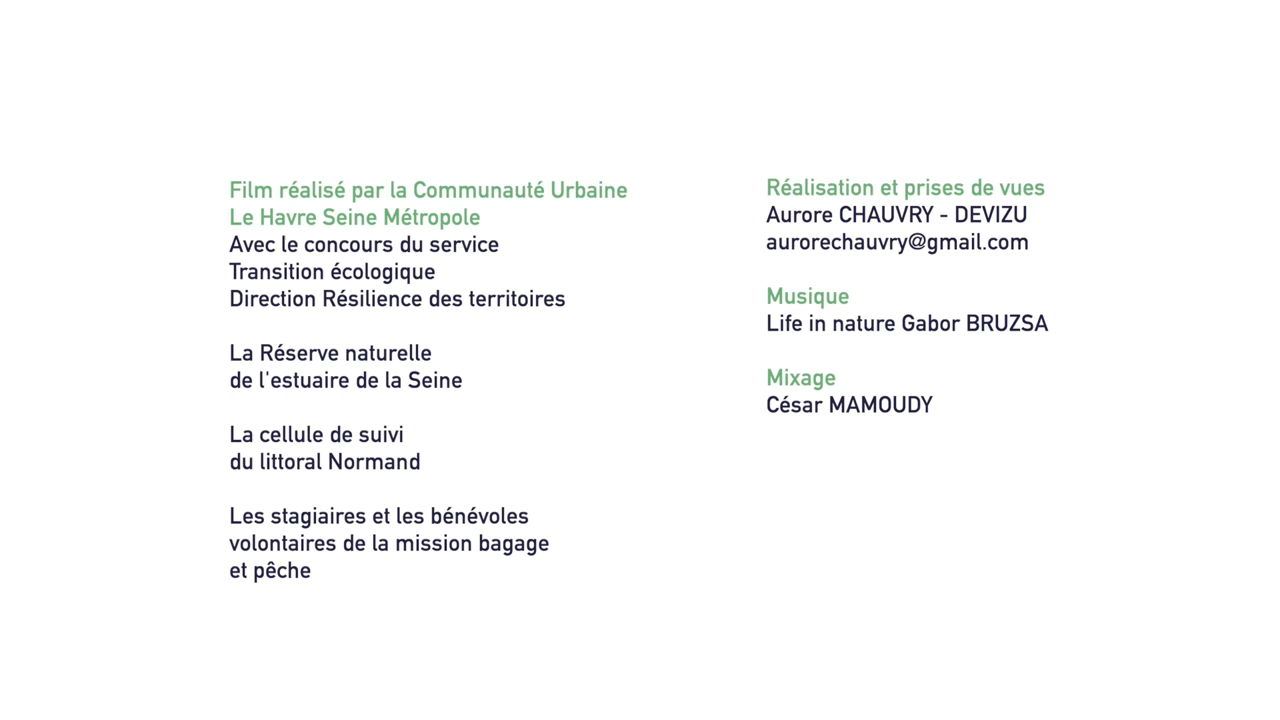 Film réalisé par la Communauté Urbaine
Le Havre Seine Métropole
Avec le concours du service
Transition écologique
Direction Résilience des territoires
La Réserve naturelle
de l'estuaire de la Seine
La cellule de suivi
du littoral Normand
Les stagiaires et les bénévoles
volontaires de la mission bagage
et pêche
Réalisation et prises de vues
Aurore CHAUVRY - DEVIZU
aurorechauvry@gmail.com
Musique
Life in nature Gabor BRUZSA
Mixage
César MAMOUDY